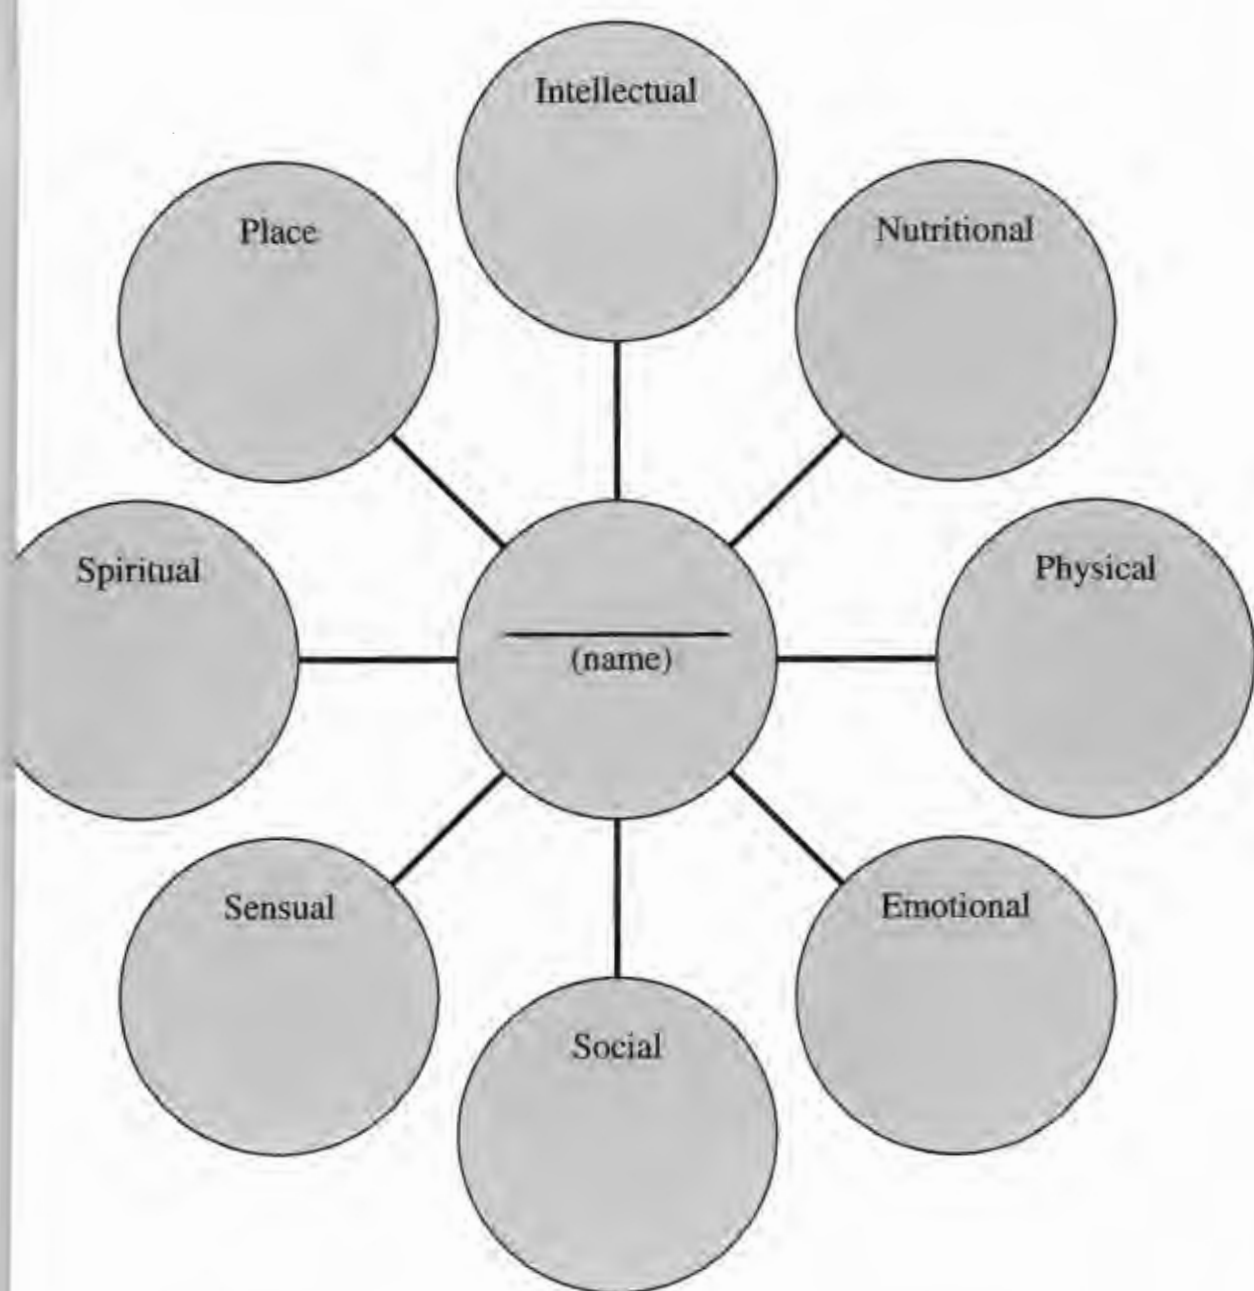 Intellectual
Place
Nutritional
Spiritual
Physical
(name)
Sensual
Emotional
Social